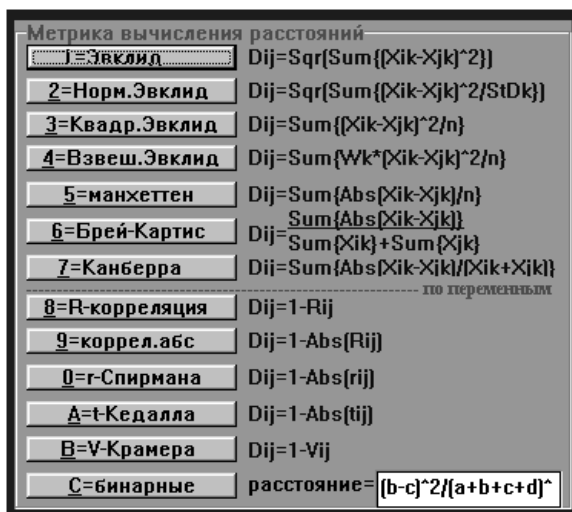 Метрика вычисления расстояний
1=Эвклид Dij=Sqr(Sum{(Xik-Xjk)^2})
2=Норм.Эвклид Dij=Sqr(Sum{(Xik-Xjk)^2/StDk})
3=Квадр.Эвклид Dij=Sum{(Xik-Xjk)^2/n}
4=Взвеш.Эвклид Dij=Sum{Wk*(Xik-Xjk)^2/n}
5=манхеттен Dij=Sum{Abs(Xik-Xjk)/n}
6=Брей-Картис Dij=Sum{Abs(Xik-Xjk)}
Sum{Xik}+Sum{Xjk}
7=Канберра Dij=Sum{Abs(Xik-Xjk)/(Xik+Xjk)}
по переменным
8=R-корреляция Dij=1-Rij
9=коррел.абс Dij=1-Abs(Rij)
0=r-Спирмана Dij=1-Abs(rij)
A=t-Кедалла Dij=1-Abs(tij)
B=V-Крамера Dij=1-Vij
C=бинарные расстояние= (b-c)^2/(a+b+c+d)^